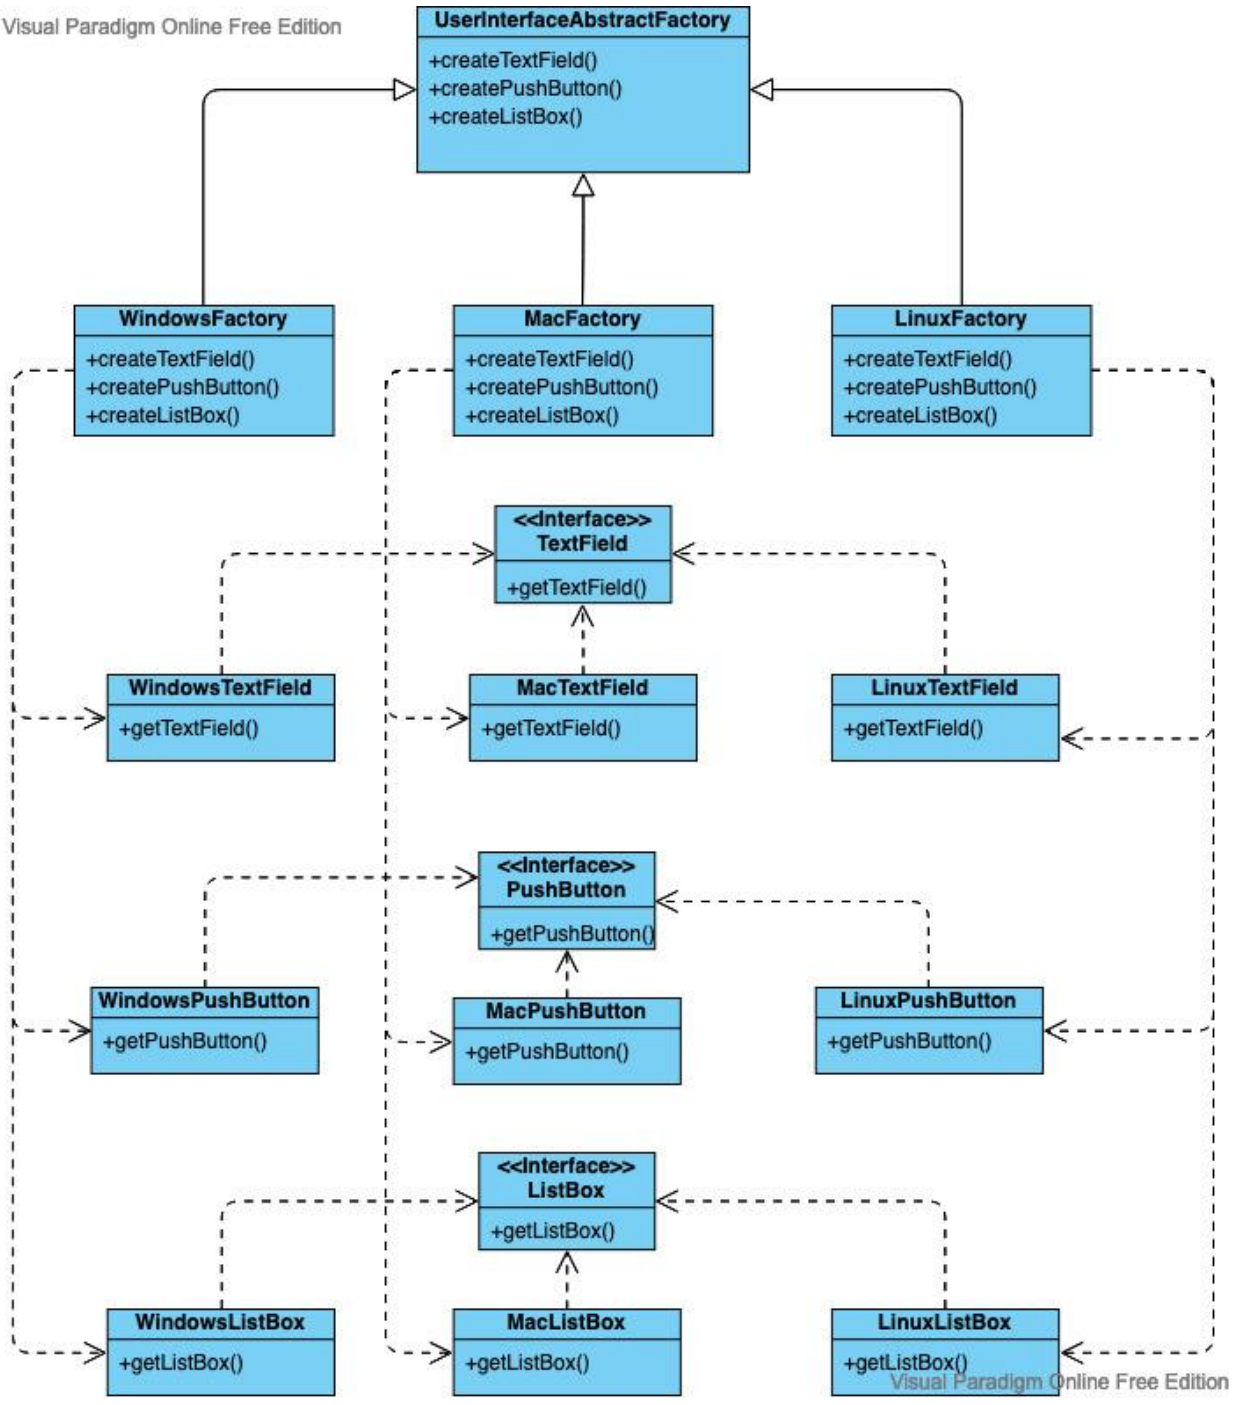 Visual Paradigm Online Free Edition
UserInterfaceAbstractFactory
+createTextField()
+createPushButton()
+createListBox()
WindowsFactory
+createTextField()
+createPushButton()
+createListBox()
MacFactory
+createTextField()
+createPushButton()
+createListBox()
LinuxFactory
+createTextField()
+createPushButton()
+createListBox()
<<Interface>>
TextField
+getTextField()
WindowsTextField
+getTextField()
MacTextField
+getTextField()
LinuxTextField
+getTextField()
<<Interface>>
PushButton
+getPushButton()
WindowsPushButton
+getPushButton()
MacPushButton
+getPushButton()
LinuxPushButton
+getPushButton()
<<Interface>>
ListBox
+getListBox()
WindowsListBox
+getListBox()
MacListBox
+getListBox()
LinuxListBox
+getListBox()
Visual Paradigm Online Free Edition